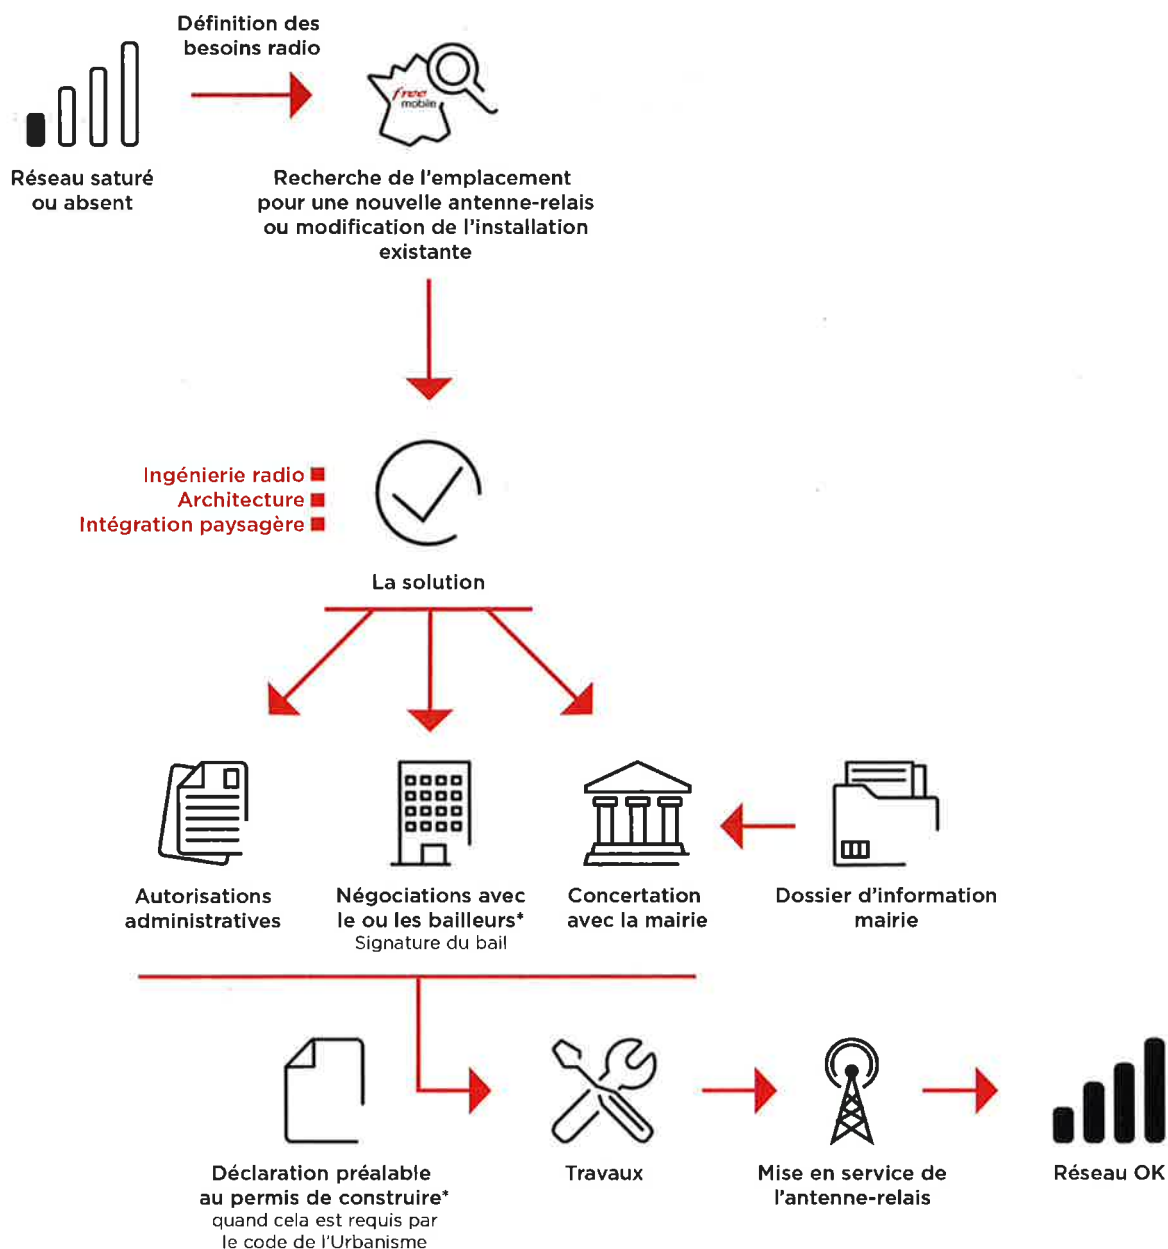 Définition des
besoins radio
free
mobile
Réseau saturé
ou absent
Recherche de l'emplacement
pour une nouvelle antenne-relais
ou modification de l'installation
existante
Ingénierie radio
Architecture
Intégration paysagère
La solution
Autorisations
administratives
Négociations avec
le ou les bailleurs*
Signature du bail
Concertation
avec la mairie
Dossier d'information
mairie
Déclaration préalable
au permis de construire*
quand cela est requis par
le code de l'Urbanisme
Travaux
Mise en service de
l'antenne-relais
Réseau OK